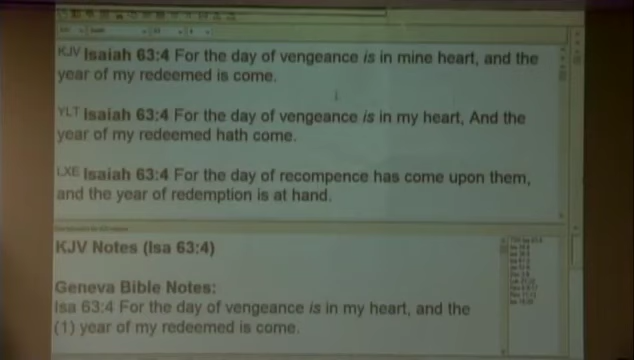 KJV Isaiah 63:4 For the day of vengeance is in mine heart, and the
year of my redeemed is come.
YLT Isaiah 63:4 For the day of vengeance is in my heart, And the
year of my redeemed hath come.
LXE Isaiah 63:4 For the day of recompence has come upon them,
and the year of redemption is at hand.
KJV Notes (Isa 63:4)
Geneva Bible Notes:
Isa 63:4 For the day of vengeance is in my heart, and the
(1) year of my redeemed is come.